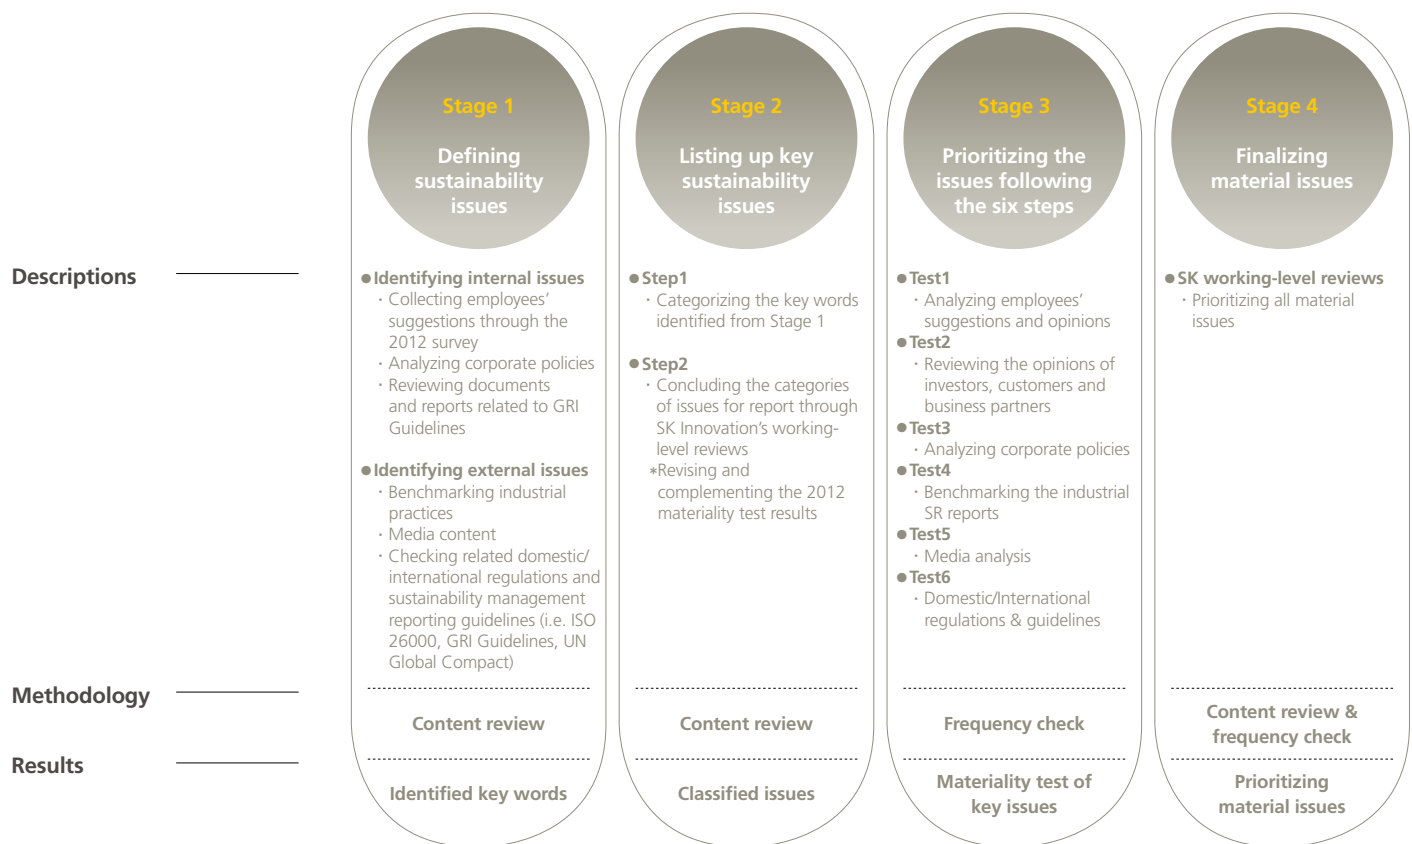 Stage 1
Defining
sustainability
issues
Stage 2
Listing up key
sustainability
issues
Stage 3
Prioritizing the
issues following
the six steps
Stage 4
Finalizing
material issues
Descriptions
●Identifying internal issues
· Collecting employees'
suggestions through the
2012 survey
· Analyzing corporate policies
· Reviewing documents
and reports related to GRI
Guidelines
●Identifying external issues
· Benchmarking industrial
practices
· Media content
· Checking related domestic/
international regulations and
sustainability management
reporting guidelines (i.e. ISO
26000, GRI Guidelines, UN
Global Compact)
●Step1
· Categorizing the key words
identified from Stage 1
●Step2
· Concluding the categories
of issues for report through
SK Innovation's working-
level reviews
*Revising and
complementing the 2012
materiality test results
●Test1
· Analyzing employees'
suggestions and opinions
●Test2
· Reviewing the opinions of
investors, customers and
business partners
●Test3
· Analyzing corporate policies
●Test4
· Benchmarking the industrial
SR reports
●Test5
· Media analysis
●Test6
· Domestic/International
regulations & guidelines
●SK working-level reviews
· Prioritizing all material
issues
Methodology
Content review
Content review
Frequency check
Content review &
frequency check
Results
Identified key words
Classified issues
Materiality test of
key issues
Prioritizing
material issues